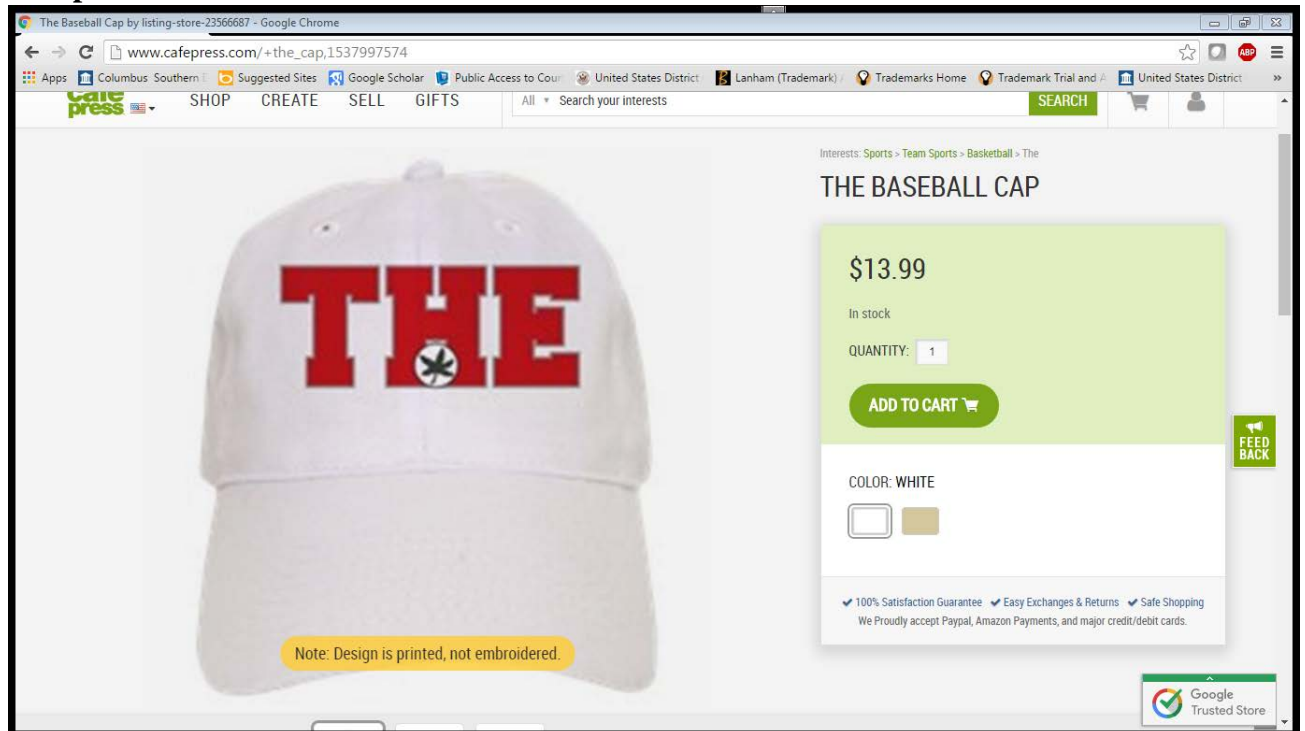 The Baseball Cap by listing-store-23566687 - Google Chrome
www.cafepress.com/+the_cap,1537997574
ABP
Apps Columbus Southern Suggested Sites Google Scholar Public Access to Cour United States District Lanham (Trademark) / Trademarks Home Trademark Trial and A United States District »
cafe
press SHOP CREATE SELL GIFTS All Search your interests SEARCH
Interests: Sports > Team Sports > Basketball > The
THE BASEBALL CAP
THE
$13.99
In stock
QUANTITY: 1
ADD TO CART
FEED
BACK
COLOR: WHITE
100% Satisfaction Guarantee Easy Exchanges & Returns Safe Shopping
We Proudly accept Paypal, Amazon Payments, and major credit/debit cards.
Note: Design is printed, not embroidered.
Google
Trusted Store